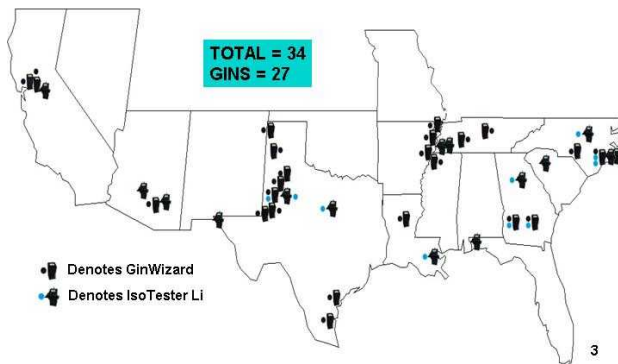 TOTAL = 34
GINS = 27
Denotes GinWizard
Denotes IsoTester Li
3